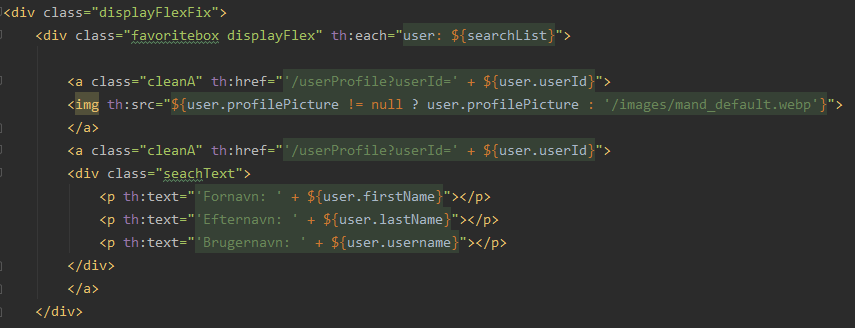 <div class="displayFlexFix">
<div class="favoritebox displayFlex" th:each="user: ${searchList}">
<a class="cleanA" th:href="'/userProfile?userId=' + ${user.userId}">
<img th:src="${user.profilePicture != null ? user.profilePicture : '/images/mand_default.webp'}">
</a>
<a class="cleanA" th:href="'/userProfile?userId=' + ${user.userId}">
<div class="seachText">
<p th:text="'Fornavn: ' + ${user.firstName}"></p>
<p th:text="'Efternavn: ' + ${user.lastName}"></p>
<p th:text="'Brugernavn: ' + ${user.username}"></p>
</div>
</a>
</div>